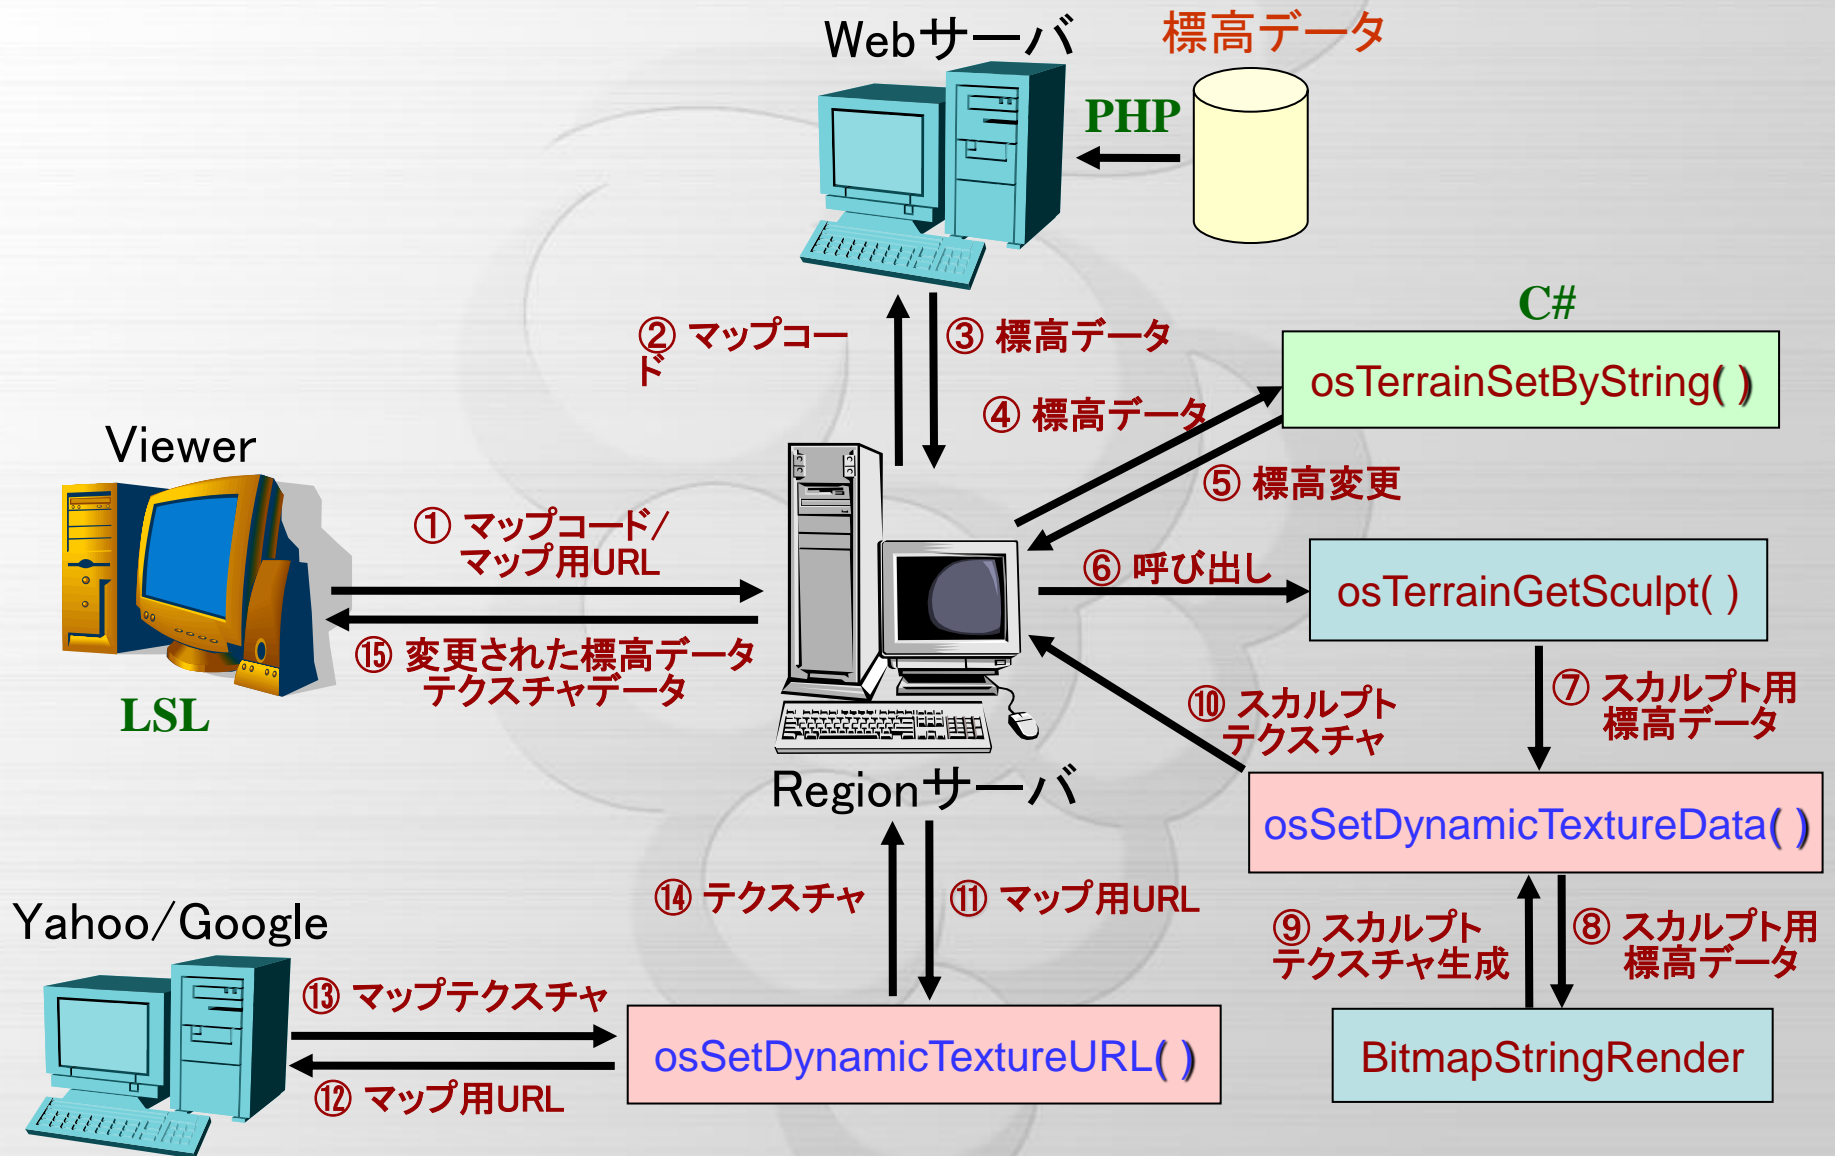 Webサーバ
標高データ
PHP
② マップコー
ド
③ 標高データ
C#
osTerrainSetByString( )
④ 標高データ
⑤ 標高変更
Viewer
① マップコード/
マップ用URL
⑥ 呼び出し
osTerrainGetSculpt( )
⑮ 変更された標高データ
テクスチャデータ
LSL
⑦ スカルプト用
標高データ
⑩ スカルプト
テクスチャ
Regionサーバ
osSetDynamicTextureData( )
⑭ テクスチャ
⑪ マップ用URL
⑨ スカルプト
テクスチャ生成
⑧ スカルプト用
標高データ
Yahoo/Google
⑬ マップテクスチャ
osSetDynamicTextureURL( )
BitmapStringRender
⑫ マップ用URL